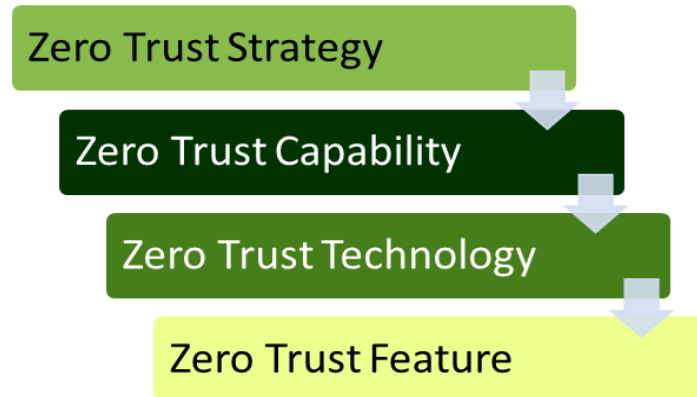 Zero Trust Strategy
Zero Trust Capability
Zero Trust Technology
Zero Trust Feature